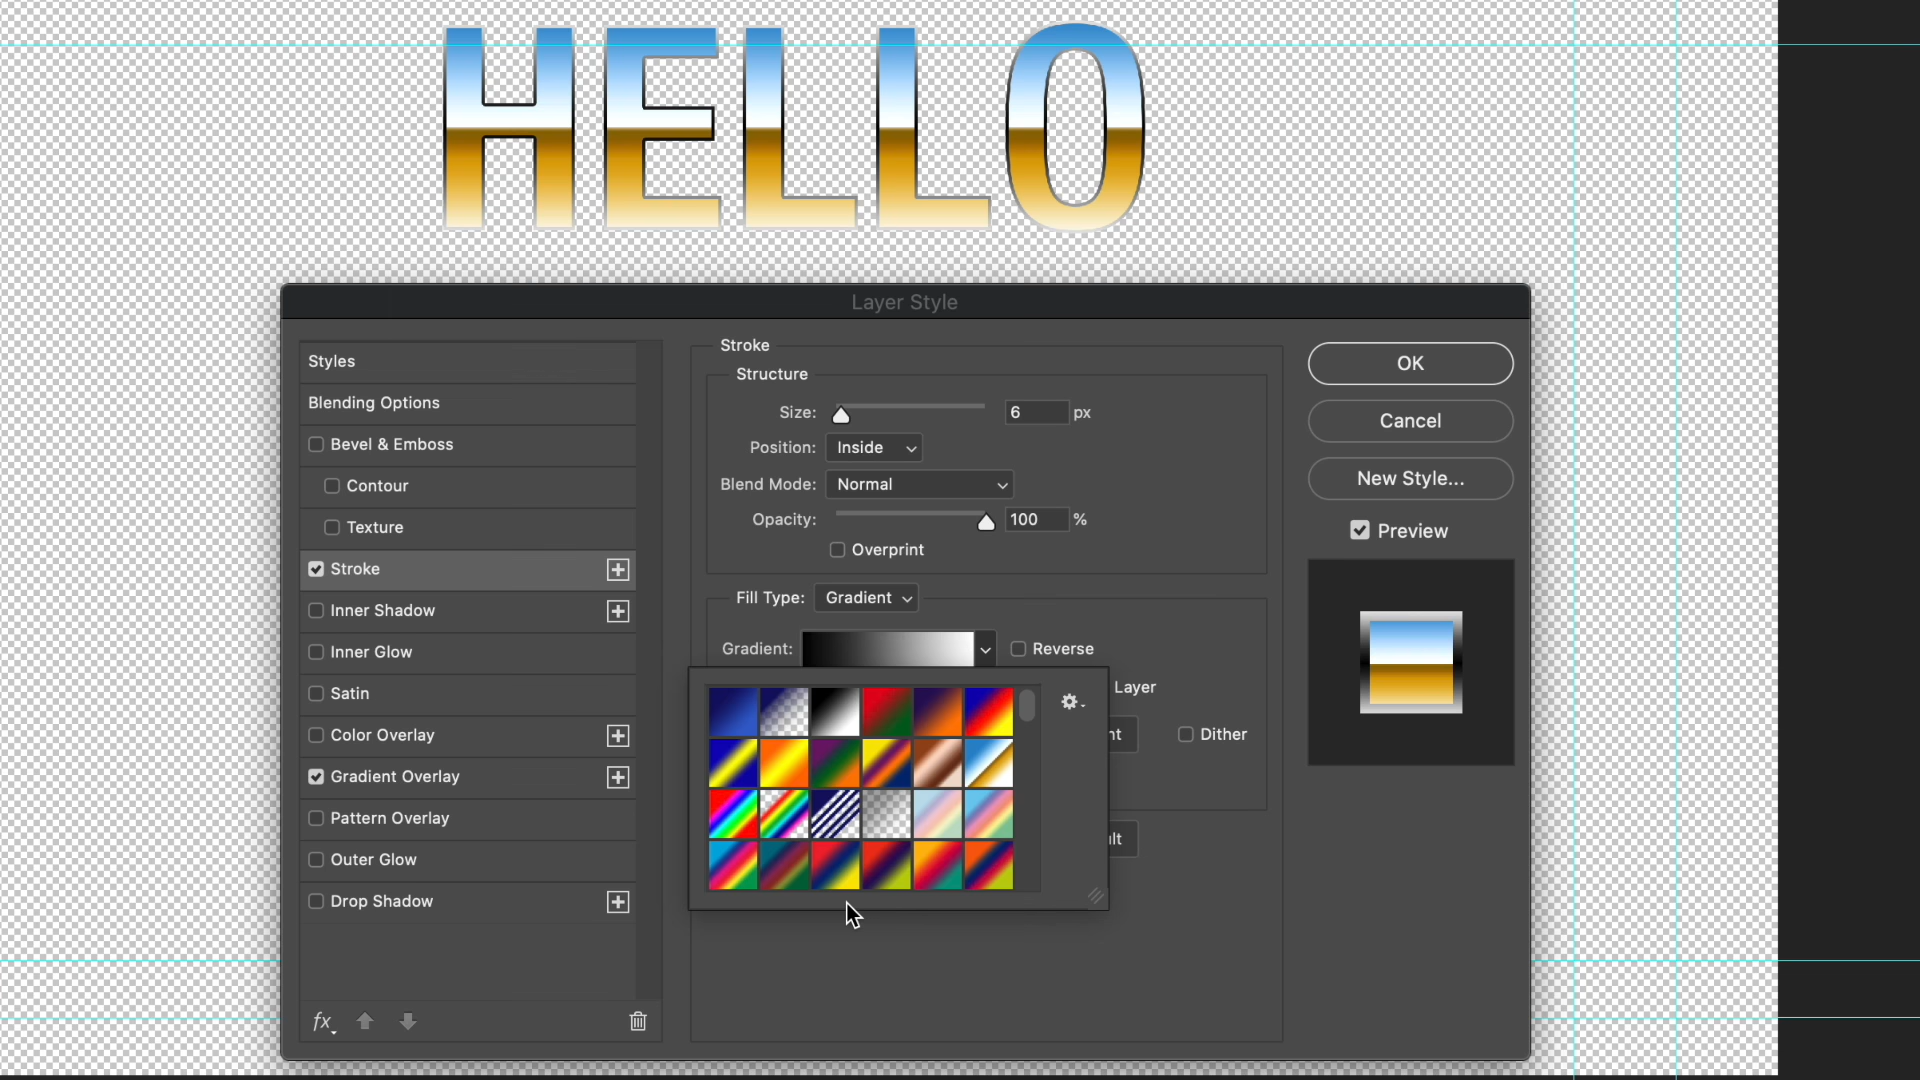 HELLO
Layer Style
Styles
Blending Options
Bevel & Emboss
Contour
Texture
Stroke
Inner Shadow
Inner Glow
Satin
Color Overlay
Gradient Overlay
Pattern Overlay
Outer Glow
Drop Shadow
fx
Stroke
Structure
Size: 6 px
Position: Inside
Blend Mode: Normal
Opacity: 100 %
Overprint
Fill Type: Gradient
Gradient: Reverse
Layer
nt Dither
ult
OK
Cancel
New Style...
Preview